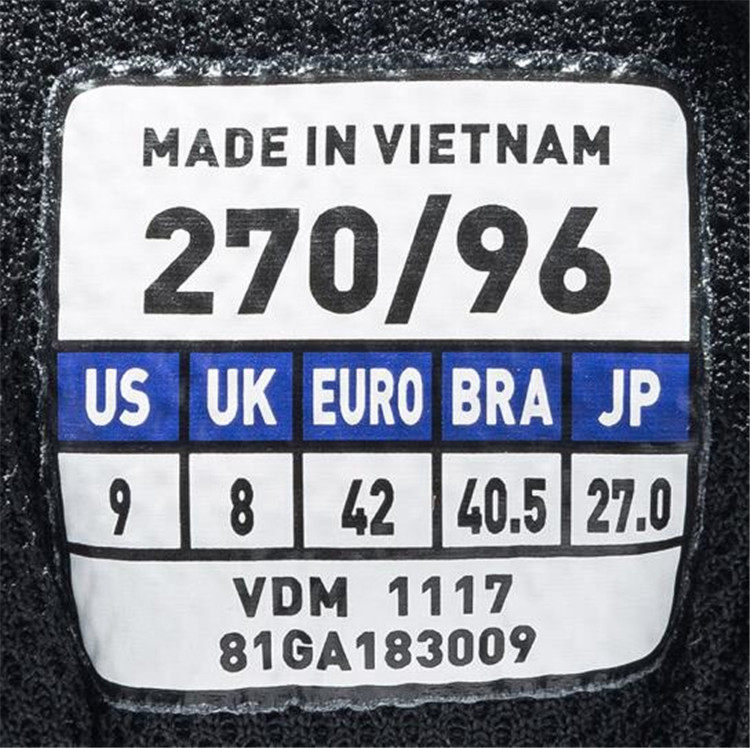 MADE IN VIETNAM
270/96
US UK EURO BRA JP
9 8 42 40.5 27.0
VDM 1117
81GA183009